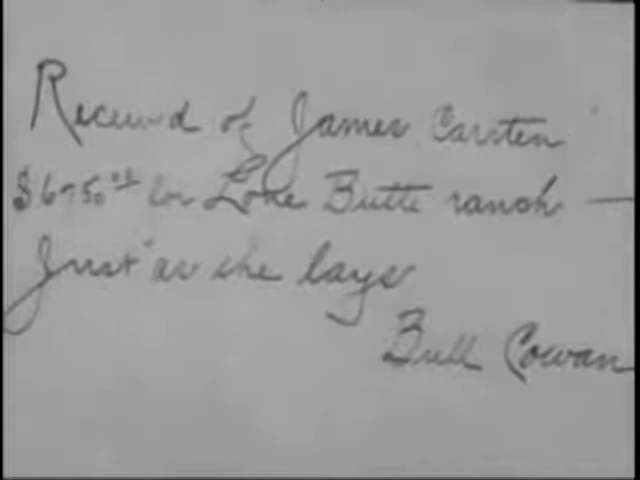 Received of James Carsten
$6750.00 for Lone Butte ranch —
Just as she lays
Bull Cowan